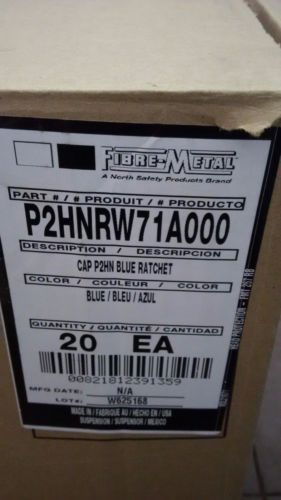 FIBRE-METAL
A North Safety Products Brand
PART # / # PRODUIT / # PRODUCTO
P2HNRW71A000
DESCRIPTION / DESCRIPCION
CAP P2HN BLUE RATCHET
COLOR / COULEUR / COLOR
BLUE / BLEU / AZUL
QUANTITY / QUANTITÉ / CANTIDAD
20 EA
00821812391359
MFG DATE: N/A
LOT#: W625168
MADE IN / FABRIQUE AU / HECHO EN / USA
SUSPENSION / SUSPENSOR / MEXICO